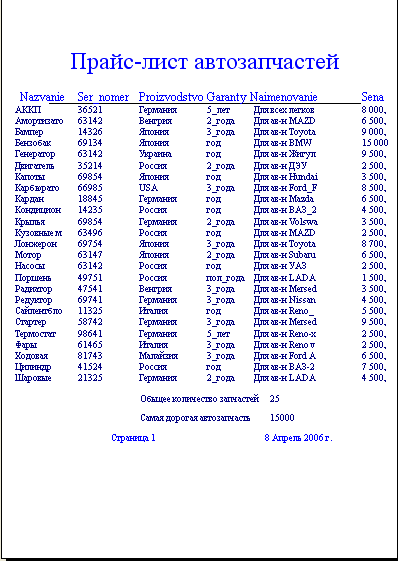 Прайс-лист автозапчастей
Nazvanie Ser_nomer Proizvodstvo Garanty Naimenovanie Sena
АККП 36521 Германия 5_лет Для всех легков 8 000,
Амортизато 63142 Венгрия 2_года Для ав-н MAZD 6 500,
Бампер 14326 Япония 3_года Для ав-н Toyota 9 000,
Бензобак 69134 Япония год Для ав-н BMW 15 000
Генератор 63142 Украина год Для ав-н Жигул 9 500,
Двигатель 35214 Россия 2_года Для ав-н ДЭУ 2 500,
Капоты 69854 Япония год Для ав-н Hundai 3 500,
Карбюрато 66985 USA 3_года Для ав-н Ford_F 8 500,
Кардан 18845 Германия год Для ав-н Mazda 6 500,
Кондицион 14235 Россия год Для ав-н ВАЗ_2 4 500,
Крылья 69854 Германия 2_года Для ав-н Volswa 3 500,
Кузовные м 63496 Россия год Для ав-н MAZD 2 500,
Лонжерон 69754 Япония 3_года Для ав-н Toyota 8 700,
Мотор 63147 Япония 2_года Для ав-н Subaru 6 500,
Насосы 63142 Россия год Для ав-н УАЗ 2 500,
Поршень 49751 Россия пол_года Для ав-н LADA 1 500,
Радиатор 47541 Венгрия 3_года Для ав-н Mersed 3 500,
Редуктор 69741 Германия 3_года Для ав-н Nissan 4 500,
Сайлентбло 11325 Италия год Для ав-н Reno_ 5 500,
Стартер 58742 Германия 3_года Для ав-н Mersed 9 500,
Термостат 98641 Германия 5_лет Для ав-н Reno-x 2 500,
Фары 61465 Италия 3_года Для ав-н Reno v 2 500,
Ходовая 81743 Малайзия 3_года Для ав-н Ford A 6 500,
Цилиндр 41524 Россия год Для ав-н ВАЗ-2 7 500,
Шаровые 21325 Германия 2_года Для ав-н LADA 4 500,
Обьщее количество запчастей 25
Самая дорогая автозапчасть 15000
Страница 1 8 Апрель 2006 г.